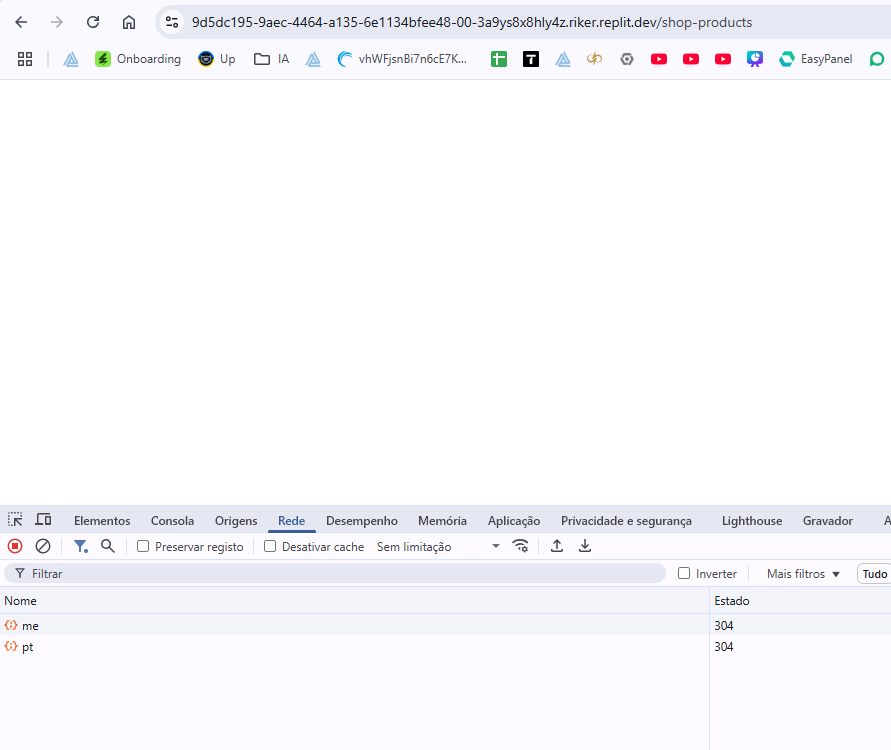 9d5dc195-9aec-4464-a135-6e1134bfee48-00-3a9ys8x8hly4z.riker.replit.dev/shop-products
Onboarding Up IA vhWFjsnBi7n6cE7K... T EasyPanel
Elementos Consola Origens Rede Desempenho Memória Aplicação Privacidade e segurança Lighthouse Gravador A
Preservar registo Desativar cache Sem limitação
Filtrar Inverter Mais filtros Tudo
Nome Estado
me 304
pt 304